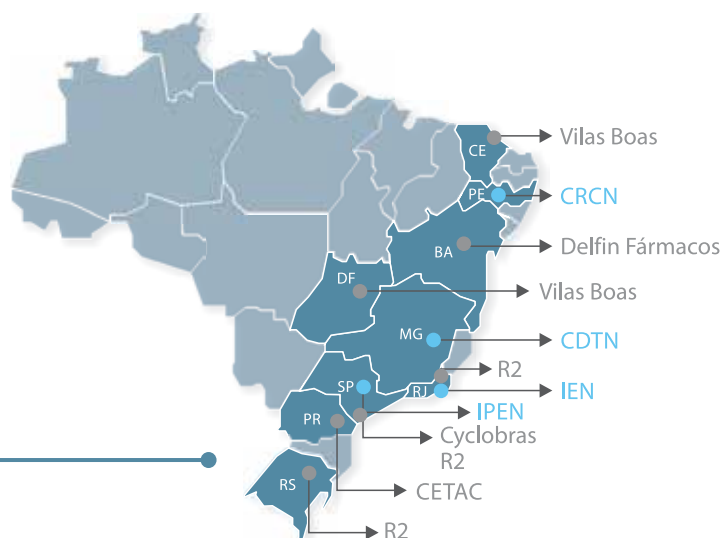 CE
Vilas Boas
PE
CRCN
BA
Delfin Fármacos
DF
Vilas Boas
MG
CDTN
R2
SP
RJ
IEN
IPEN
PR
Cyclobras
R2
RS
CETAC
R2